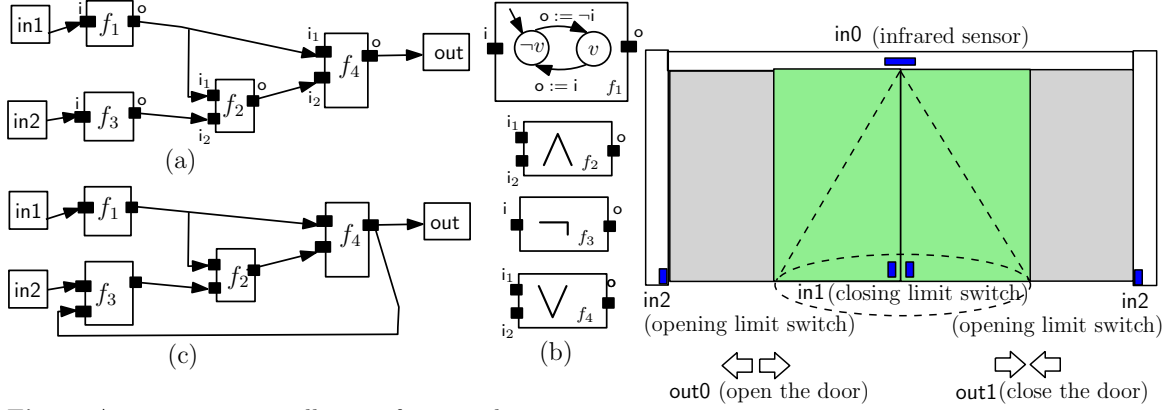 in1
i
f1
o
i1
o
f4
out
i2
i1
f2
o
i2
in2
i
f3
o
(a)
in1
f1
f4
out
f2
in2
f3
(c)
o := ¬i
i
¬v
v
o
o := i
f1
i1
i2
∧
f2
o
i
¬
f3
o
i1
i2
∨
f4
o
(b)
in0 (infrared sensor)
in1 (closing limit switch)
in2
(opening limit switch)
in2
(opening limit switch)
out0 (open the door)
out1(close the door)